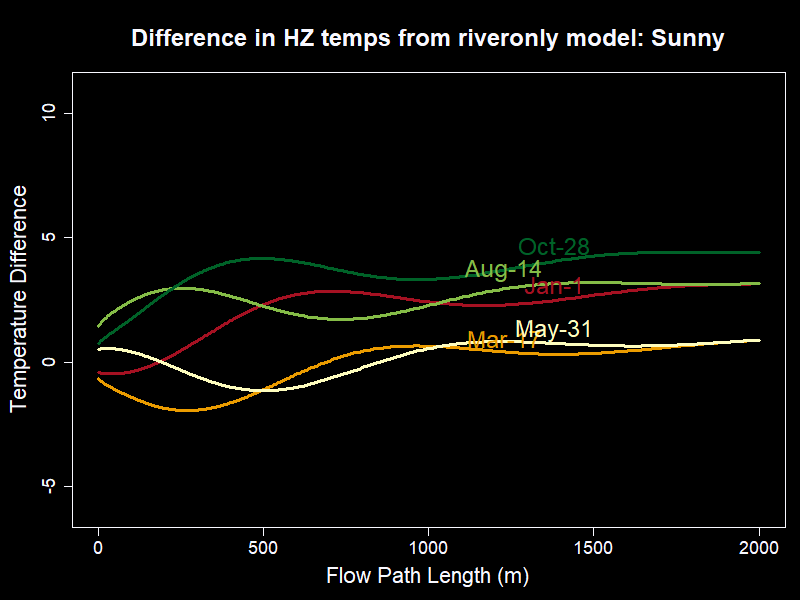 Difference in HZ temps from riveronly model: Sunny
Temperature Difference
10
5
0
-5
Oct-28
Aug-14
Jan-1
May-31
Mar-17
0 500 1000 1500 2000
Flow Path Length (m)